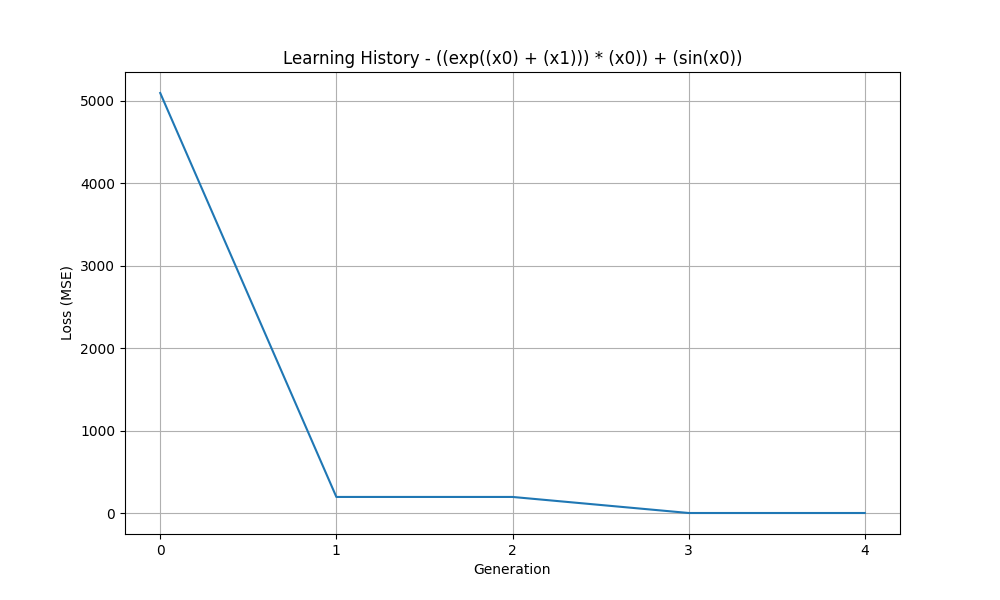 Learning History - ((exp((x0) + (x1))) * (x0)) + (sin(x0))
5000
4000
3000
2000
1000
0
Loss (MSE)
0 1 2 3 4
Generation